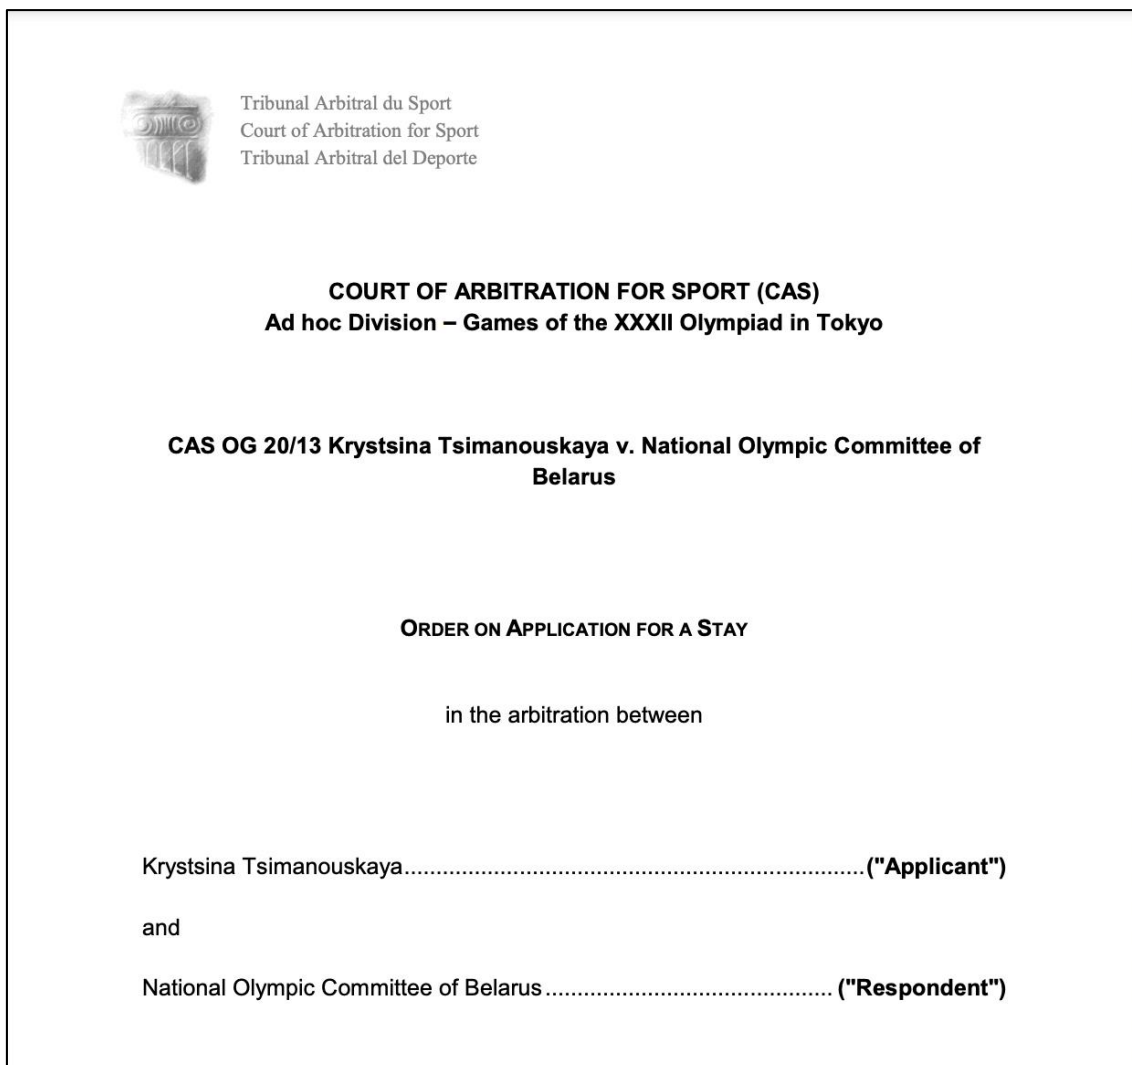 Tribunal Arbitral du Sport
Court of Arbitration for Sport
Tribunal Arbitral del Deporte
COURT OF ARBITRATION FOR SPORT (CAS)
Ad hoc Division – Games of the XXXII Olympiad in Tokyo
CAS OG 20/13 Krystsina Tsimanouskaya v. National Olympic Committee of
Belarus
ORDER ON APPLICATION FOR A STAY
in the arbitration between
Krystsina Tsimanouskaya........................................................................("Applicant")
and
National Olympic Committee of Belarus ............................................. ("Respondent")